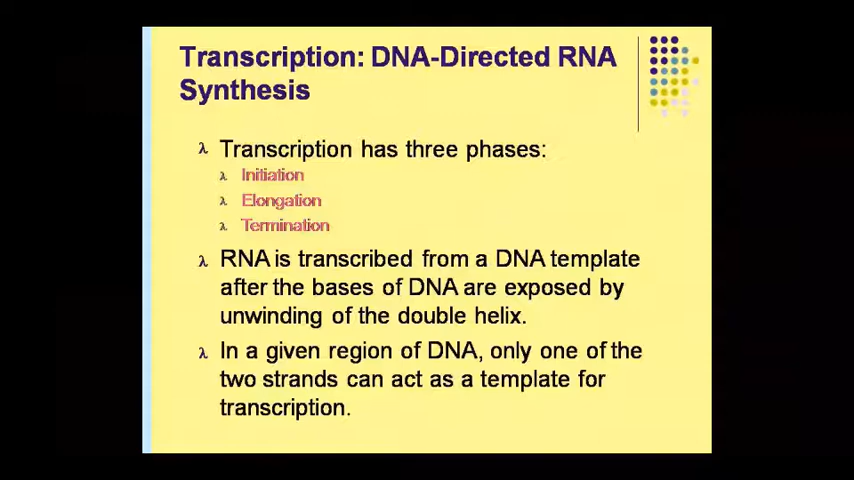 Transcription: DNA-Directed RNA
Synthesis
λ Transcription has three phases:
λ Initiation
λ Elongation
λ Termination
λ RNA is transcribed from a DNA template
after the bases of DNA are exposed by
unwinding of the double helix.
λ In a given region of DNA, only one of the
two strands can act as a template for
transcription.